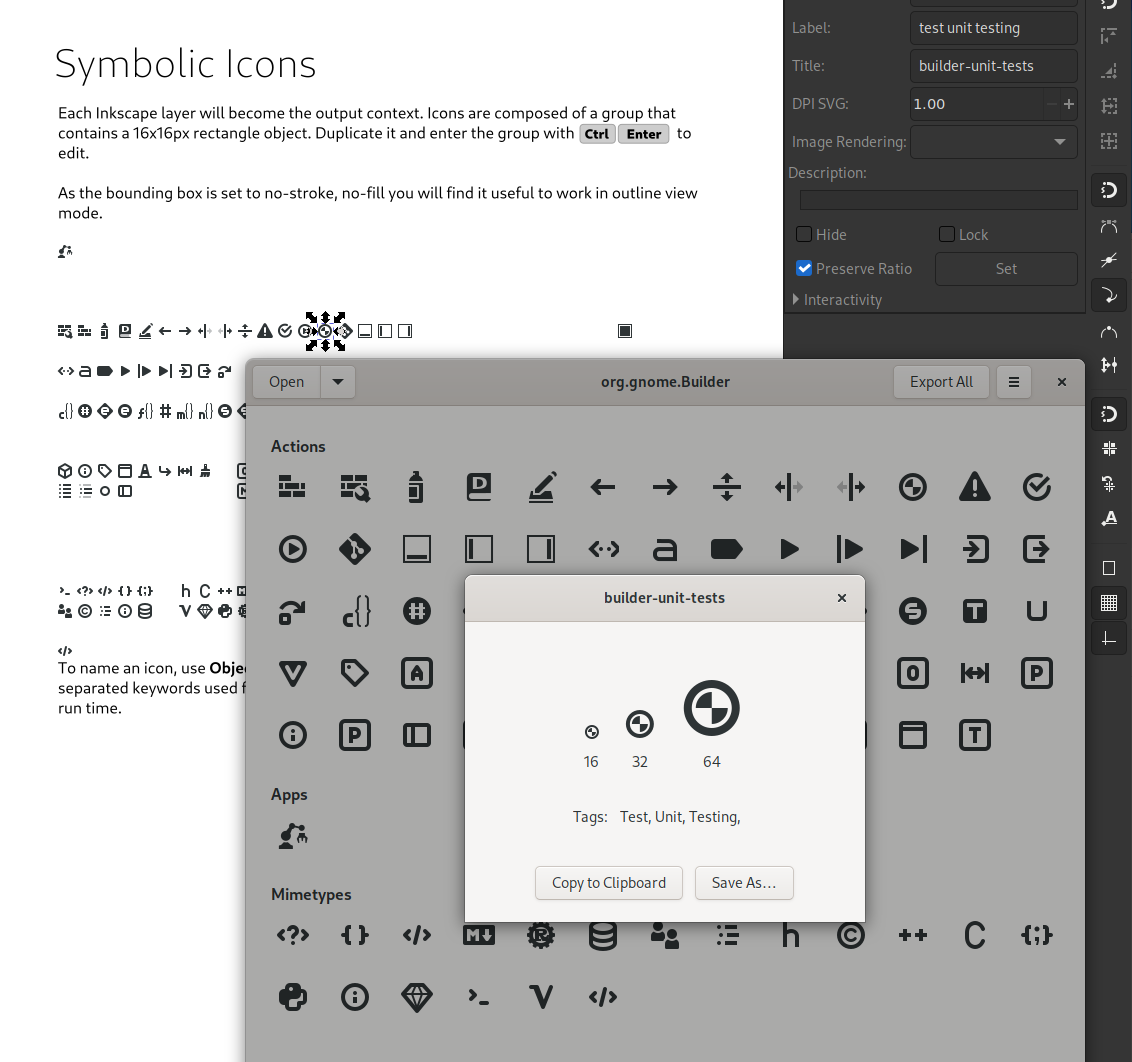 Symbolic Icons
Each Inkscape layer will become the output context. Icons are composed of a group that
contains a 16x16px rectangle object. Duplicate it and enter the group with Ctrl Enter to
edit.
As the bounding box is set to no-stroke, no-fill you will find it useful to work in outline view
mode.
To name an icon, use Obje
separated keywords used f
run time.
Label: test unit testing
Title: builder-unit-tests
DPI SVG: 1.00
Image Rendering:
Description:
Hide Lock
Preserve Ratio Set
Interactivity
Open org.gnome.Builder Export All
Actions
builder-unit-tests
16 32 64
Tags: Test, Unit, Testing,
Copy to Clipboard Save As…
Apps
Mimetypes